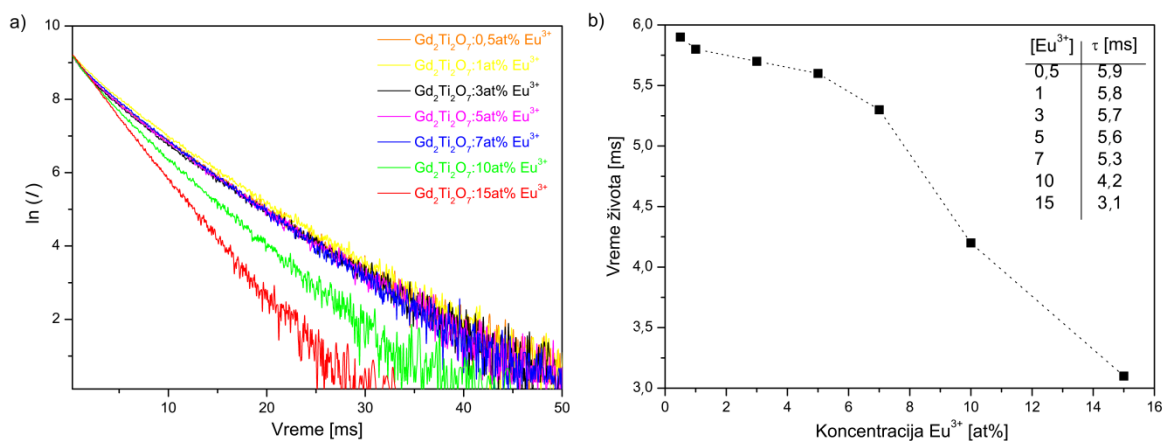 a)
10
8
6
4
2
ln (I)
Gd₂Ti₂O₇:0,5at% Eu³⁺
Gd₂Ti₂O₇:1at% Eu³⁺
Gd₂Ti₂O₇:3at% Eu³⁺
Gd₂Ti₂O₇:5at% Eu³⁺
Gd₂Ti₂O₇:7at% Eu³⁺
Gd₂Ti₂O₇:10at% Eu³⁺
Gd₂Ti₂O₇:15at% Eu³⁺
10 20 30 40 50
Vreme [ms]
b)
6,0
5,5
5,0
4,5
4,0
3,5
3,0
Vreme života [ms]
[Eu³⁺] τ [ms]
0,5 5,9
1 5,8
3 5,7
5 5,6
7 5,3
10 4,2
15 3,1
0 2 4 6 8 10 12 14 16
Koncentracija Eu³⁺ [at%]